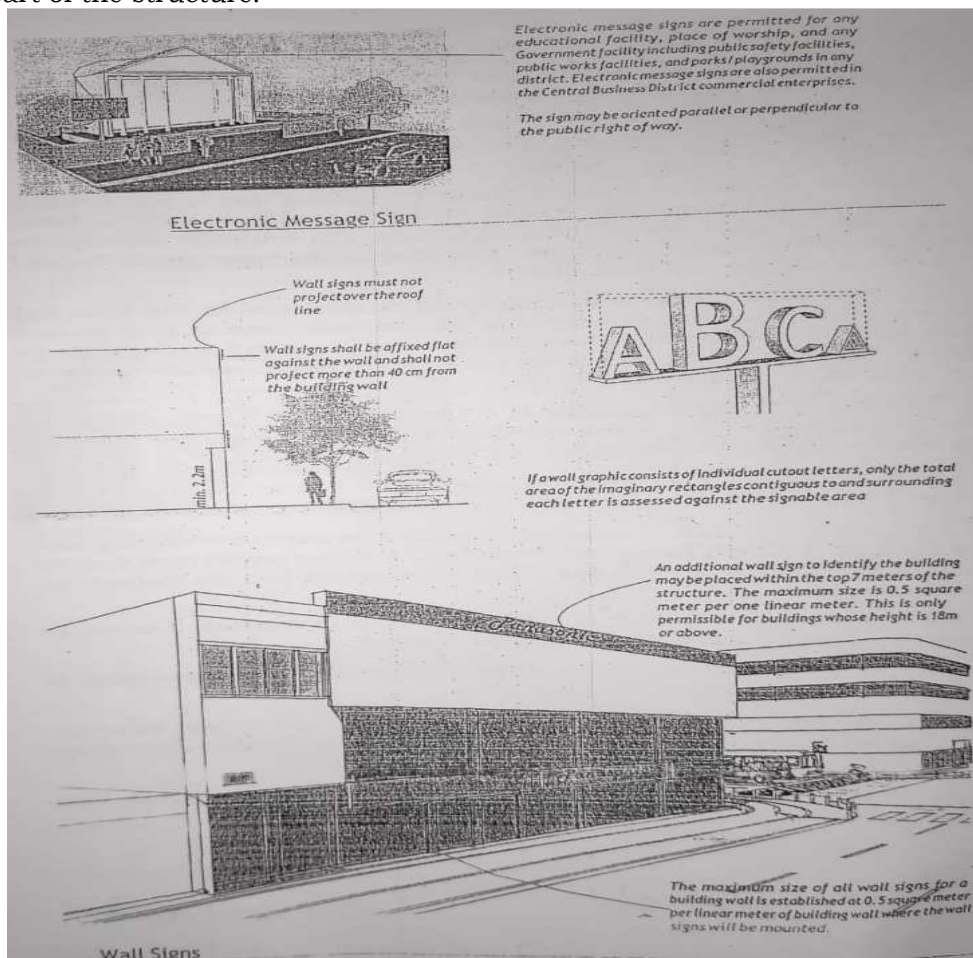 art of the structure.
Electronic message signs are permitted for any
educational facility, place of worship, and any
Government facility including public safety facilities,
public works facilities, and parks/playgrounds in any
district. Electronic message signs are also permitted in
the Central Business District commercial enterprises.
The sign may be oriented parallel or perpendicular to
the public right of way.
Electronic Message Sign
Wall signs must not
project over the roof
line
Wall signs shall be affixed flat
against the wall and shall not
project more than 40 cm from
the building wall
min. 2.2m
ABCA
If a wall graphic consists of individual cutout letters, only the total
area of the imaginary rectangles contiguous to and surrounding
each letter is assessed against the signable area
An additional wall sign to identify the building
may be placed within the top 7 meters of the
structure. The maximum size is 0.5 square
meter per one linear meter. This is only
permissible for buildings whose height is 18m
or above.
Panasonic
The maximum size of all wall signs for a
building wall is established at 0.5 square meter
per linear meter of building wall where the wall
signs will be mounted.
Wall Signs